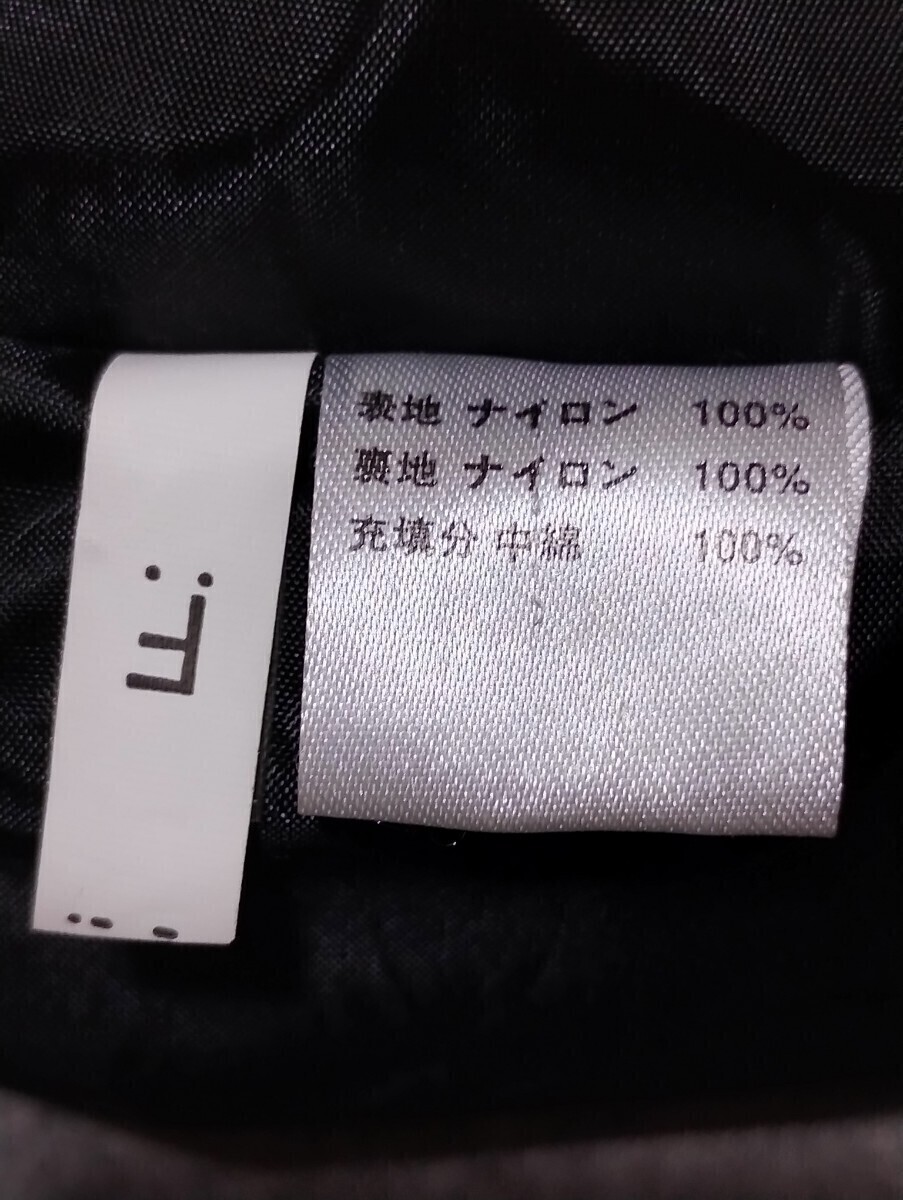 表地 ナイロン 100%
裏地 ナイロン 100%
充填分 中綿 100%
F: